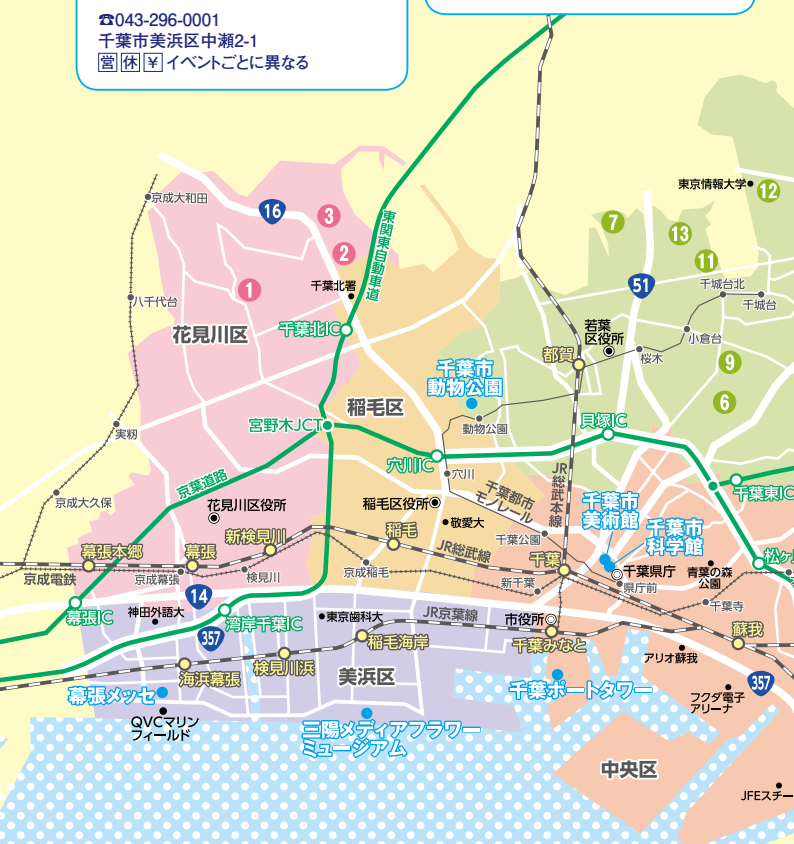 ☎043-296-0001
千葉市美浜区中瀬2-1
営 休 ¥ イベントごとに異なる
東京情報大学
12
京成大和田
16
3
東関東自動車道
7
13
2
11
千葉北署
1
51
千城台北
千城台
八千代台
花見川区
千葉北IC
若葉
区役所
小倉台
都賀
桜木
千葉市
動物公園
9
稲毛区
6
宮野木JCT
動物公園
貝塚IC
実籾
穴川IC
穴川
JR総武本線
京葉道路
千葉都市
モノレール
千葉東IC
京成大久保
花見川区役所
稲毛区役所
千葉市
美術館
敬愛大
千葉市
科学館
新検見川
稲毛
千葉公園
幕張本郷
幕張
JR総武線
千葉
松ヶ
京成電鉄
京成幕張
検見川
京成稲毛
新千葉
千葉県庁
県庁前
青葉の森
公園
14
幕張IC
神田外語大
湾岸千葉IC
東京歯科大
JR京葉線
市役所
千葉寺
357
稲毛海岸
千葉みなと
蘇我
検見川浜
アリオ蘇我
海浜幕張
美浜区
357
幕張メッセ
千葉ポートタワー
フクダ電子
アリーナ
QVCマリン
フィールド
三陽メディアフラワー
ミュージアム
中央区
JFEスチー